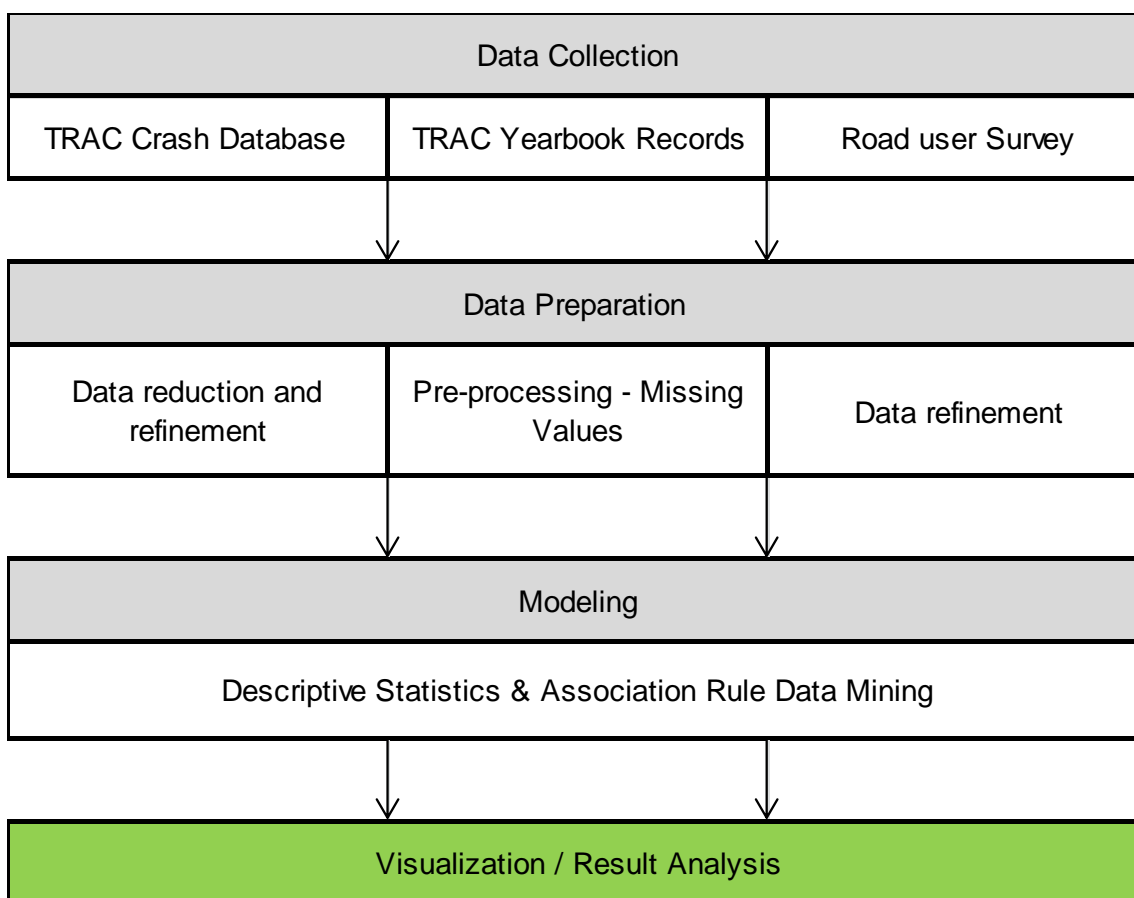 Data Collection
TRAC Crash Database
TRAC Yearbook Records
Road user Survey
Data Preparation
Data reduction and
refinement
Pre-processing - Missing
Values
Data refinement
Modeling
Descriptive Statistics & Association Rule Data Mining
Visualization / Result Analysis